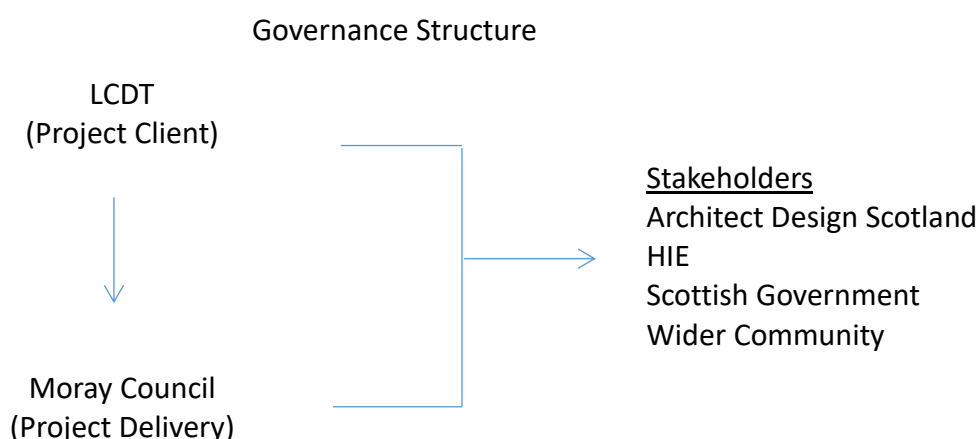 Governance Structure
LCDT
(Project Client)
Stakeholders
Architect Design Scotland
HIE
Scottish Government
Wider Community
Moray Council
(Project Delivery)